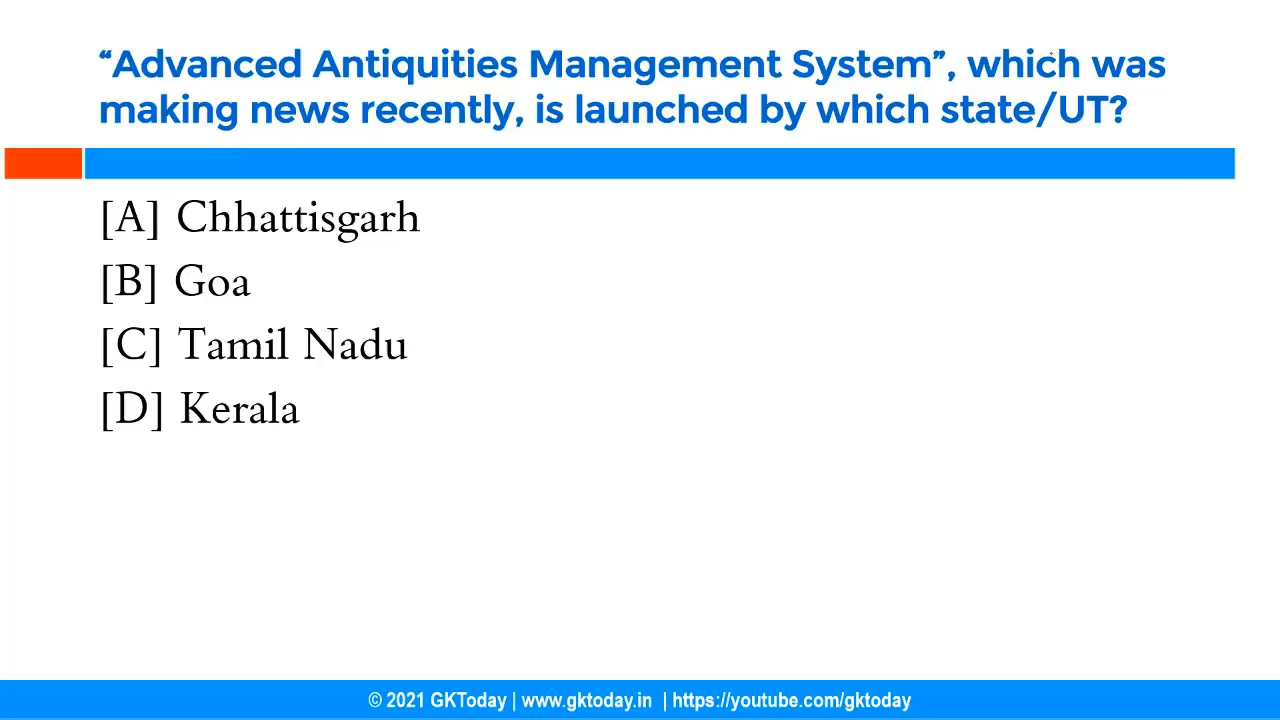 “Advanced Antiquities Management System”, which was
making news recently, is launched by which state/UT?
[A] Chhattisgarh
[B] Goa
[C] Tamil Nadu
[D] Kerala
© 2021 GKToday | www.gktoday.in | https://youtube.com/gktoday